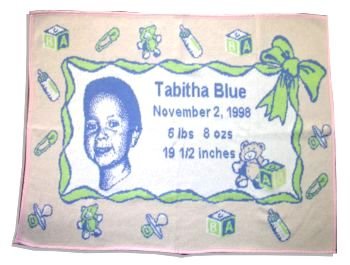 B A
B A
Tabitha Blue
November 2, 1998
6 lbs 8 ozs
19 1/2 inches
A
B A
B A